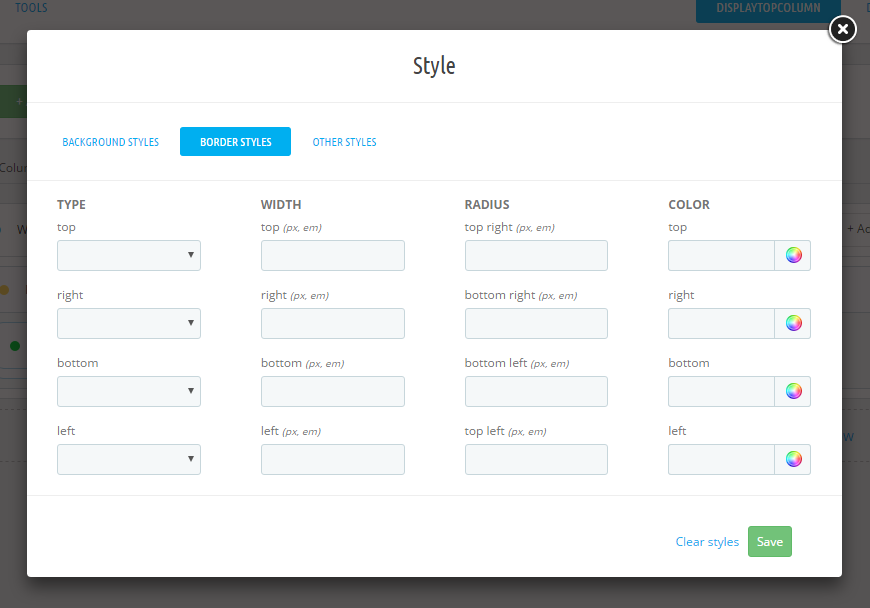 TOOLS
DISPLAYTOPCOLUMN
Style
BACKGROUND STYLES BORDER STYLES OTHER STYLES
TYPE WIDTH RADIUS COLOR
top top (px, em) top right (px, em) top
right right (px, em) bottom right (px, em) right
bottom bottom (px, em) bottom left (px, em) bottom
left left (px, em) top left (px, em) left
Clear styles Save